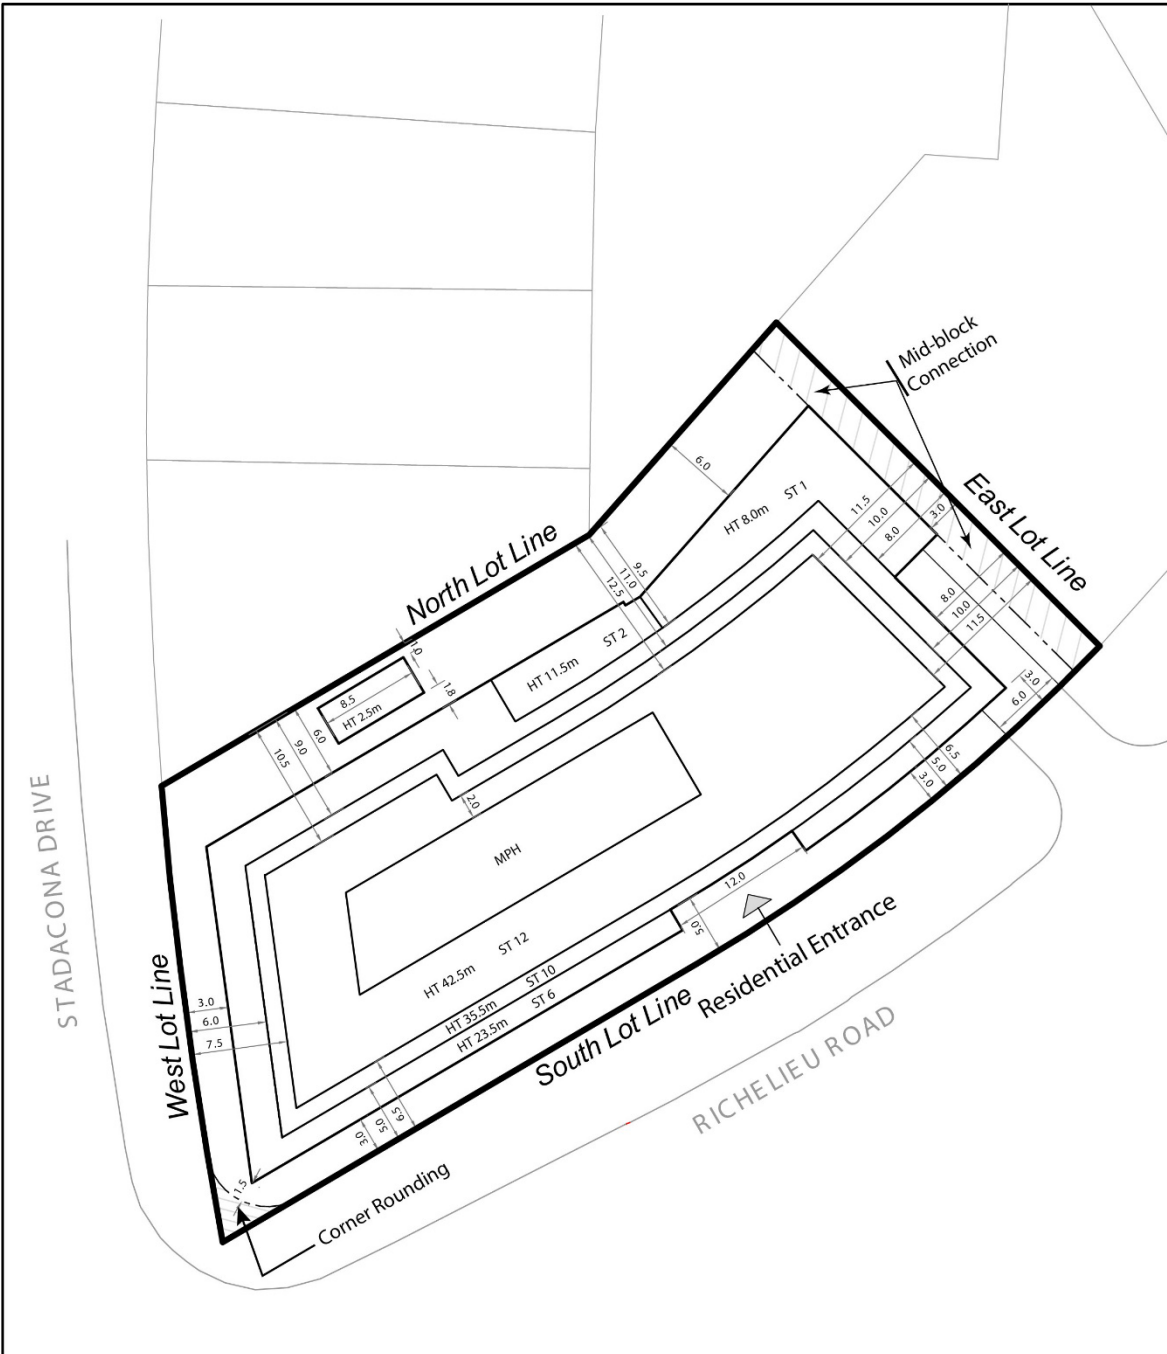 Mid-block
Connection
East Lot Line
6.0
ST 1
HT 8.0m
11.5
10.0
8.0
3.0
North Lot Line
9.5
11.0
12.5
8.0
10.0
11.5
ST 2
HT 11.5m
1.0
8.5
HT 2.5m
1.8
6.0
9.0
10.5
3.0
6.0
6.5
5.0
3.0
2.0
MPH
STADACONA DRIVE
12.0
5.0
Residential Entrance
ST 12
HT 42.5m
ST 10
HT 35.5m
ST 6
HT 23.5m
West Lot Line
3.0
6.0
7.5
South Lot Line
RICHELIEU ROAD
6.5
5.0
3.0
1.5
Corner Rounding